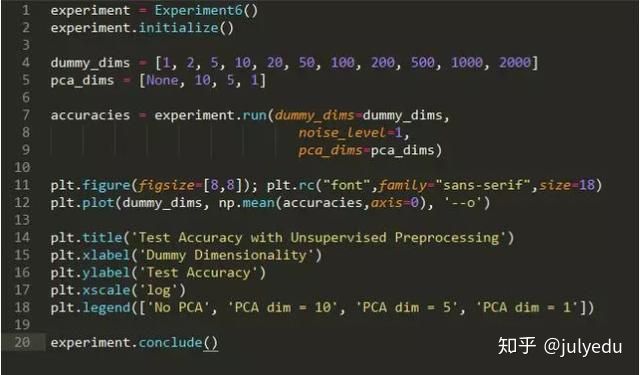 1 experiment = Experiment6()
2 experiment.initialize()
3
4 dummy_dims = [1, 2, 5, 10, 20, 50, 100, 200, 500, 1000, 2000]
5 pca_dims = [None, 10, 5, 1]
6
7 accuracies = experiment.run(dummy_dims=dummy_dims,
8 noise_level=1,
9 pca_dims=pca_dims)
10
11 plt.figure(figsize=[8,8]); plt.rc("font",family="sans-serif",size=18)
12 plt.plot(dummy_dims, np.mean(accuracies,axis=0), '--o')
13
14 plt.title('Test Accuracy with Unsupervised Preprocessing')
15 plt.xlabel('Dummy Dimensionality')
16 plt.ylabel('Test Accuracy')
17 plt.xscale('log')
18 plt.legend(['No PCA', 'PCA dim = 10', 'PCA dim = 5', 'PCA dim = 1'])
19
20 experiment.conclude()
知乎 @julyedu